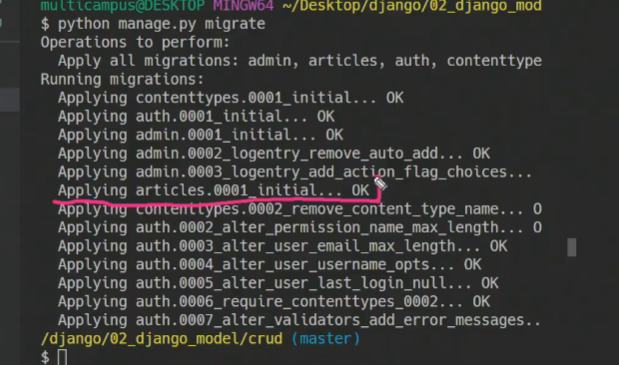 multicampus@DESKTOP MINGW64 ~/Desktop/django/02_django_mod
$ python manage.py migrate
Operations to perform:
Apply all migrations: admin, articles, auth, contenttype
Running migrations:
Applying contenttypes.0001_initial... OK
Applying auth.0001_initial... OK
Applying admin.0001_initial... OK
Applying admin.0002_logentry_remove_auto_add... OK
Applying admin.0003_logentry_add_action_flag_choices...
Applying articles.0001_initial... OK
Applying contenttypes.0002_remove_content_type_name... O
Applying auth.0002_alter_permission_name_max_length... O
Applying auth.0003_alter_user_email_max_length... OK
Applying auth.0004_alter_user_username_opts... OK
Applying auth.0005_alter_user_last_login_null... OK
Applying auth.0006_require_contenttypes_0002... OK
Applying auth.0007_alter_validators_add_error_messages..
/django/02_django_model/crud (master)
$